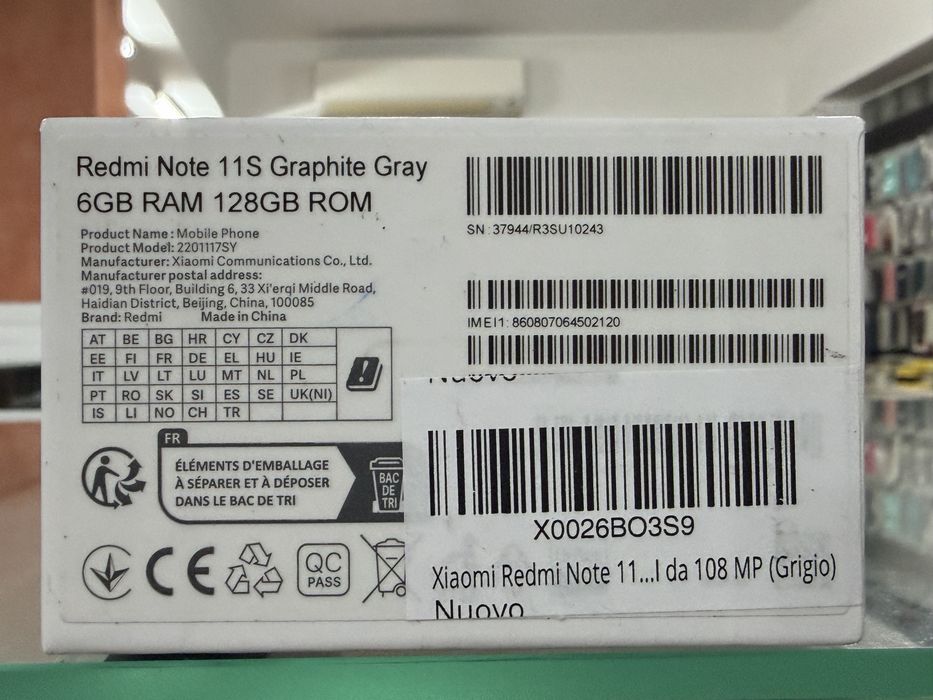 Redmi Note 11S Graphite Gray
6GB RAM 128GB ROM
Product Name: Mobile Phone
Product Model: 2201117SY
Manufacturer: Xiaomi Communications Co., Ltd.
Manufacturer postal address:
#019, 9th Floor, Building 6, 33 Xi'erqi Middle Road,
Haidian District, Beijing, China, 100085
Brand: Redmi Made in China
AT BE BG HR CY CZ DK
EE FI FR DE EL HU IE
IT LV LT LU MT NL PL
PT RO SK SI ES SE UK(NI)
IS LI NO CH TR
FR
ÉLÉMENTS D'EMBALLAGE
À SÉPARER ET À DÉPOSER
DANS LE BAC DE TRI
BAC
DE
TRI
CE
QC
PASS
SN: 37944/R3SU10243
IMEI1: 860807064502120
Nuovo
X0026BO3S9
Xiaomi Redmi Note 11...l da 108 MP (Grigio)
Nuovo